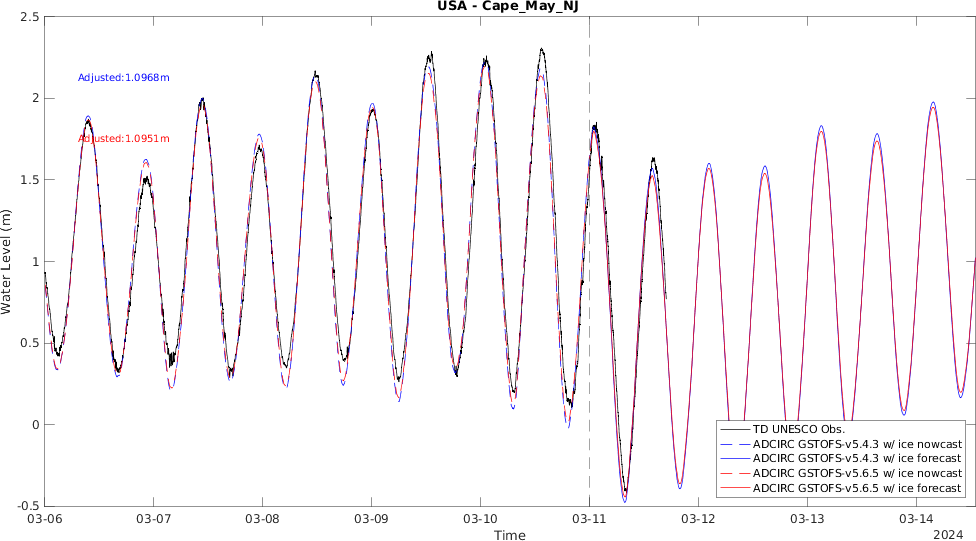 USA - Cape_May_NJ
2.5
Adjusted:1.0968m
2
Adjusted:1.0951m
1.5
1
Water Level (m)
0.5
0
-0.5
TD UNESCO Obs.
ADCIRC GSTOFS-v5.4.3 w/ ice nowcast
ADCIRC GSTOFS-v5.4.3 w/ ice forecast
ADCIRC GSTOFS-v5.6.5 w/ ice nowcast
ADCIRC GSTOFS-v5.6.5 w/ ice forecast
03-06 03-07 03-08 03-09 03-10 03-11 03-12 03-13 03-14
Time
2024